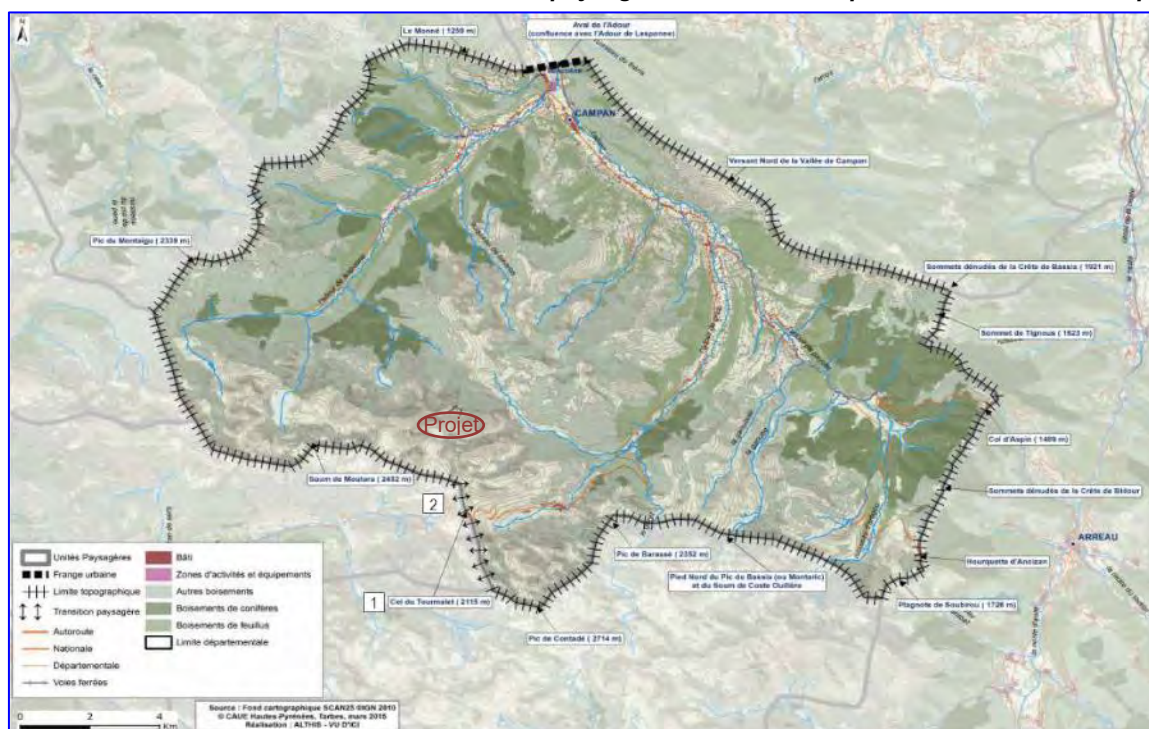 N
Le Monné ( 1259 m)
Aval de l'Adour
(confluence avec l'Adour de Lesponne)
CAMPAN
Versant Nord de la Vallée de Campan
Pic du Montaigu ( 2339 m)
Sommets dénudés de la Crête de Bassia ( 1921 m)
Sommet de Tignous ( 1623 m)
Projet
Col d'Aspin ( 1489 m)
Soum de Moutara ( 2482 m)
2
Sommets dénudés de la Crête de Bétour
ARREAU
Pic de Barassé ( 2352 m)
Hourquette d'Ancizan
Pied Nord du Pic de Bassia (ou Montaric)
et du Soum de Coste Ouillère
Plagnote de Soubirou ( 1726 m)
1
Col du Tourmalet ( 2115 m)
Pic de Contadé ( 2714 m)
Unités Paysagères
Frange urbaine
Limite topographique
Transition paysagère
Autoroute
Nationale
Départementale
Voies ferrées
Bâti
Zones d'activités et équipements
Autres boisements
Boisements de conifères
Boisements de feuillus
Limite départementale
0 2 4
Km
Source : Fond cartographique SCAN25 ©IGN 2010
© CAUE Hautes-Pyrénées, Tarbes, mars 2015
Réalisation : ALTHIS - VU D'ICI